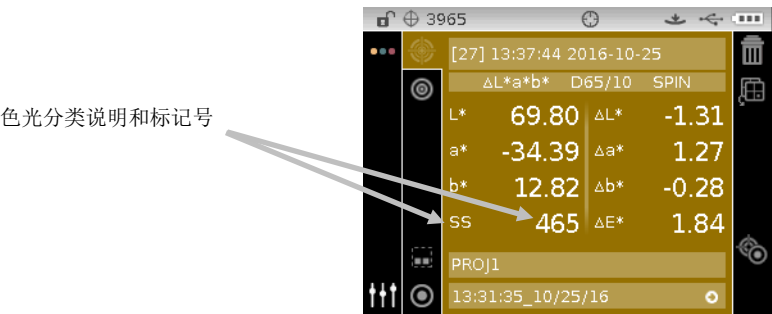 3965
[27] 13:37:44 2016-10-25
ΔL*a*b* D65/10 SPIN
色光分类说明和标记号
L* 69.80 ΔL* -1.31
a* -34.39 Δa* 1.27
b* 12.82 Δb* -0.28
SS 465 ΔE* 1.84
PROJ1
13:31:35_10/25/16